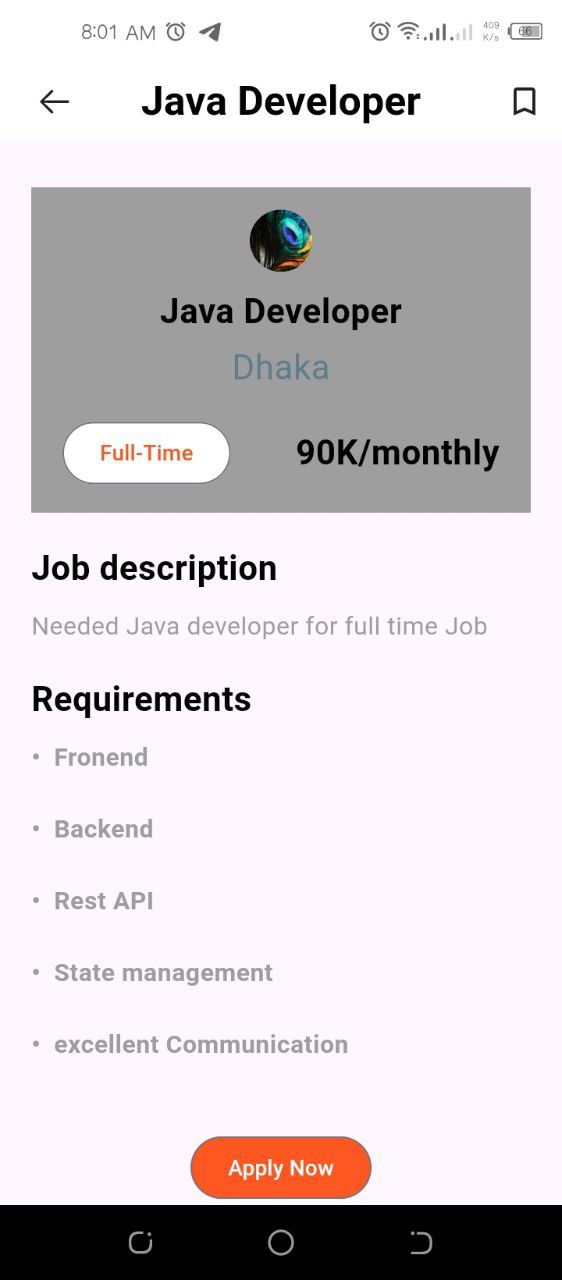 8:01 AM
409
K/s
66
Java Developer
Java Developer
Dhaka
Full-Time
90K/monthly
Job description
Needed Java developer for full time Job
Requirements
• Fronend
• Backend
• Rest API
• State management
• excellent Communication
Apply Now